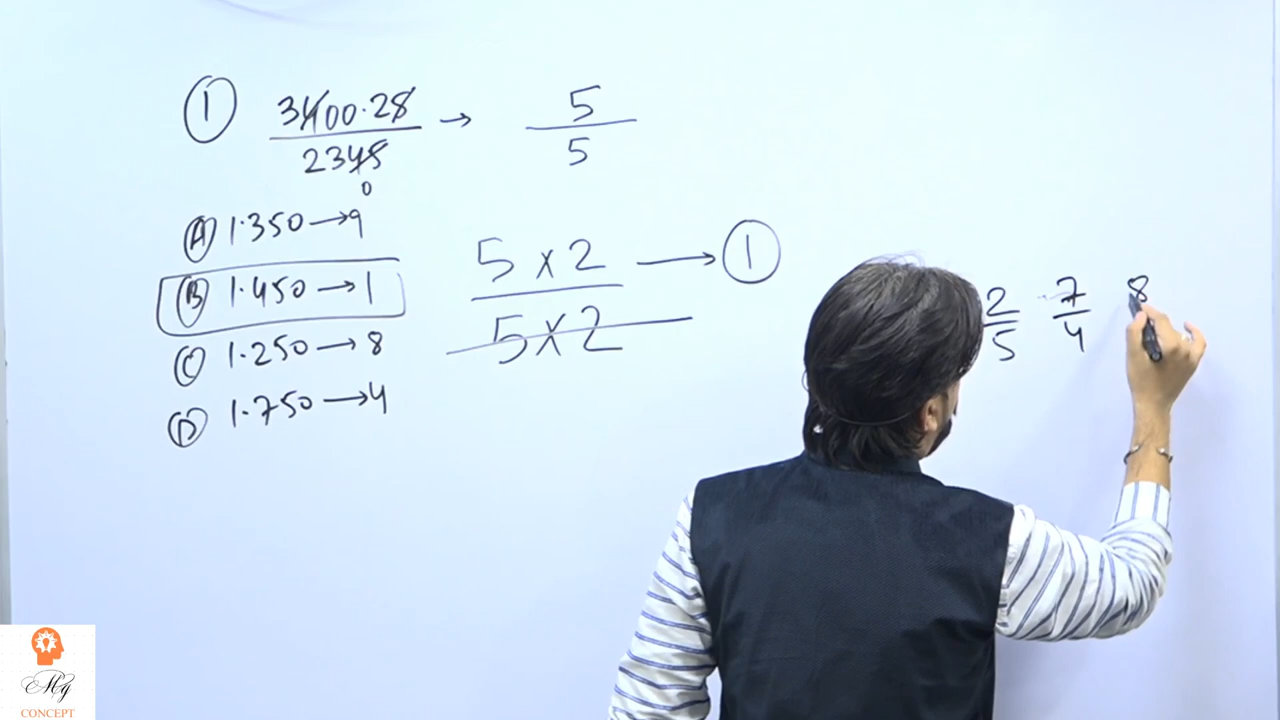 ① 3400.28 / 2345 → 5 / 5
0
Ⓐ 1.350 → 9
Ⓑ 1.450 → 1
Ⓒ 1.250 → 8
Ⓓ 1.750 → 4
5 x 2 / 5 x 2 → ①
2 / 5 7 / 4 8
Mg
CONCEPT